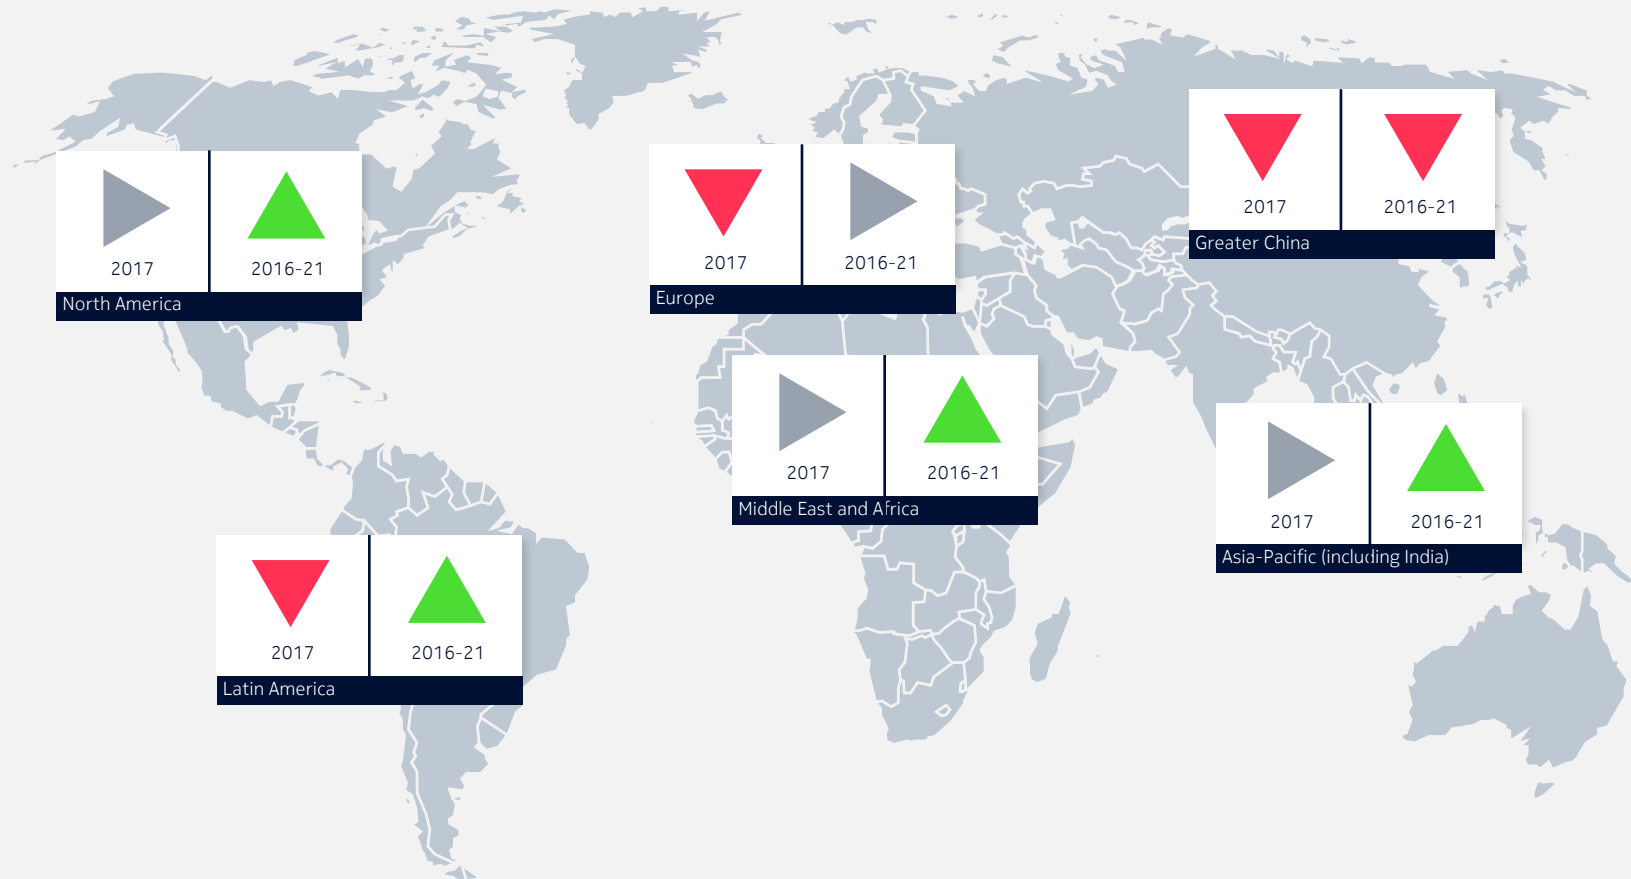 2017
2016-21
North America
2017
2016-21
Europe
2017
2016-21
Greater China
2017
2016-21
Middle East and Africa
2017
2016-21
Asia-Pacific (including India)
2017
2016-21
Latin America